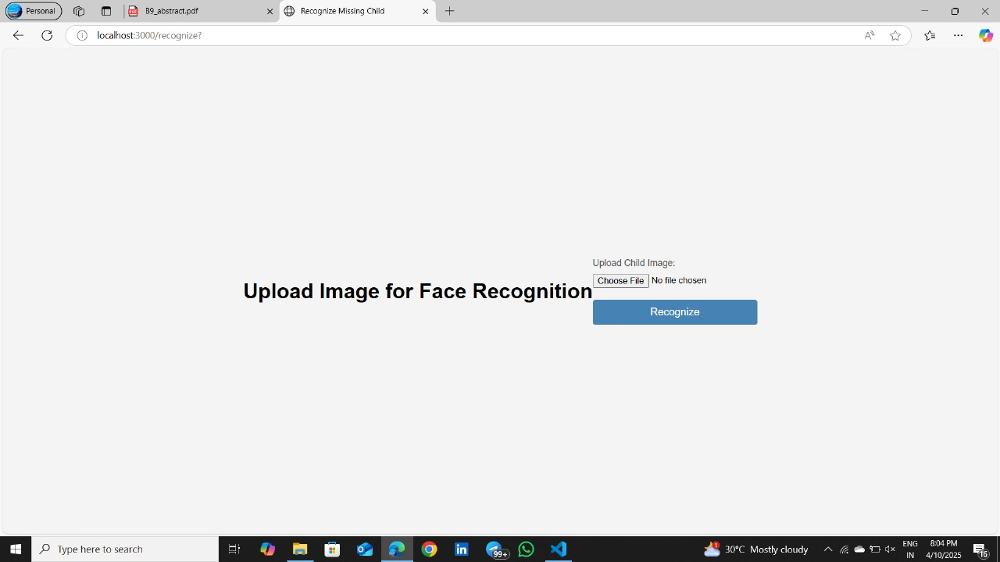 Personal
B9_abstract.pdf
Recognize Missing Child
localhost:3000/recognize?
Upload Child Image:
Choose File No file chosen
Upload Image for Face Recognition
Recognize
Type here to search
99+
1
30°C Mostly cloudy
ENG
IN
8:04 PM
4/10/2025
15